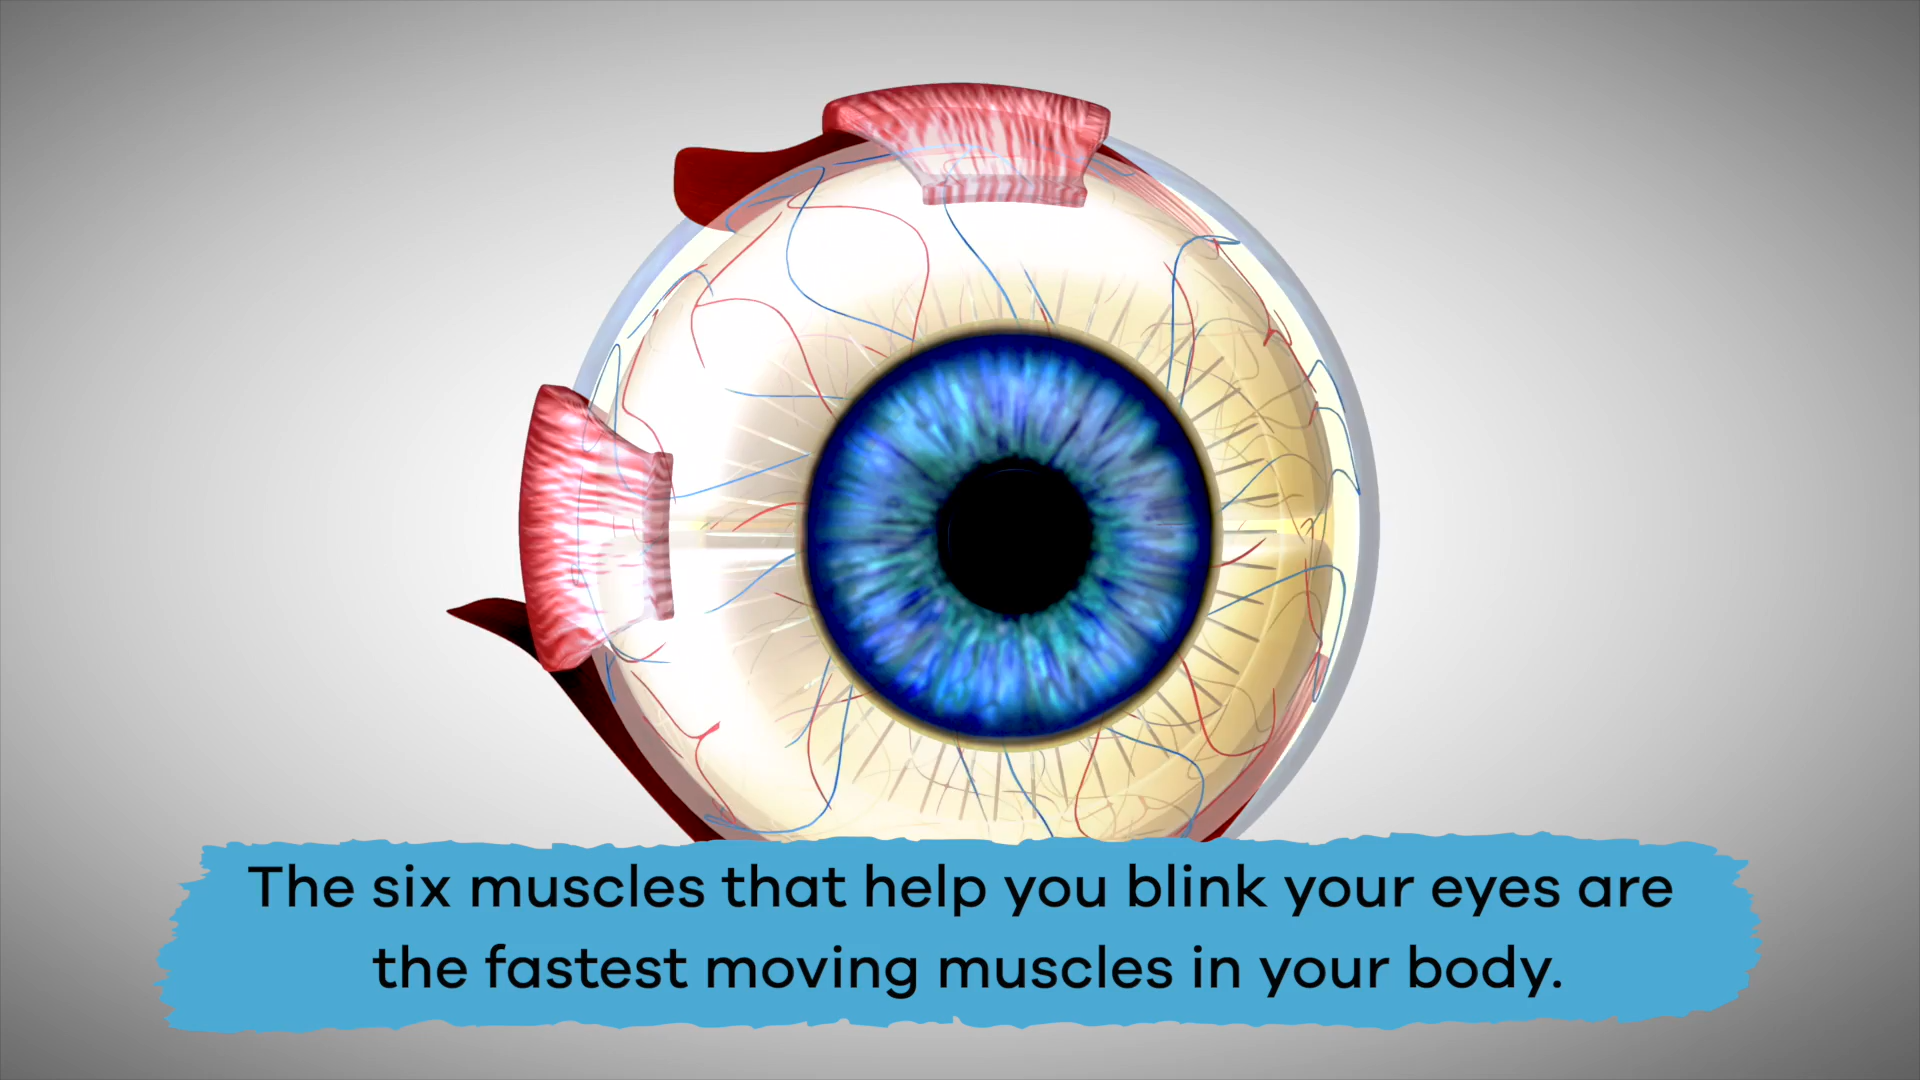 The six muscles that help you blink your eyes are
the fastest moving muscles in your body.